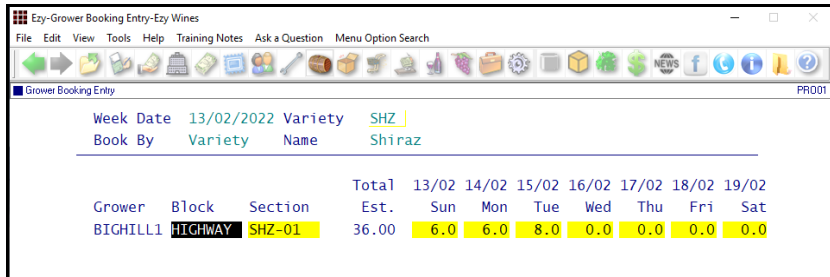 Ezy-Grower Booking Entry-Ezy Wines
File Edit View Tools Help Training Notes Ask a Question Menu Option Search
NEWS f
Grower Booking Entry PRO01
Week Date 13/02/2022 Variety SHZ
Book By Variety Name Shiraz
Total 13/02 14/02 15/02 16/02 17/02 18/02 19/02
Grower Block Section Est. Sun Mon Tue Wed Thu Fri Sat
BIGHILL1 HIGHWAY SHZ-01 36.00 6.0 6.0 8.0 0.0 0.0 0.0 0.0